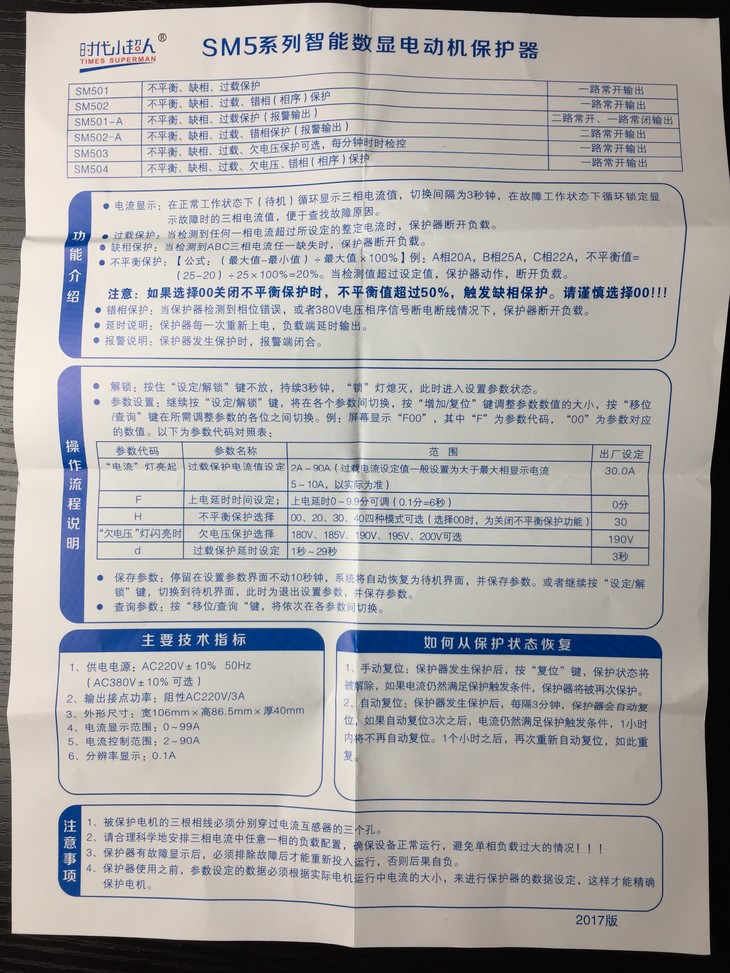 时代小超人®
TIMES SUPERMAN
SM5系列智能数显电动机保护器
SM501 不平衡、缺相、过载保护 一路常开输出
SM502 不平衡、缺相、过载、错相(相序)保护 一路常开输出
SM501-A 不平衡、缺相、过载保护(报警输出) 二路常开、一路常闭输出
SM502-A 不平衡、缺相、过载、错相保护(报警输出) 二路常开输出
SM503 不平衡、缺相、过载、欠电压保护可选，每分钟时时检控 一路常开输出
SM504 不平衡、缺相、过载、欠电压、错相(相序)保护 一路常开输出
功能介绍
● 电流显示：在正常工作状态下(待机)循环显示三相电流值，切换间隔为3秒钟，在故障工作状态下循环锁定显
示故障时的三相电流值，便于查找故障原因。
● 过载保护：当检测到任何一相电流超过所设定的整定电流时，保护器断开负载。
● 缺相保护：当检测到ABC三相电流任一缺失时，保护器断开负载。
● 不平衡保护：【公式：(最大值-最小值)÷最大值×100%】例：A相20A，B相25A，C相22A，不平衡值=
(25-20)÷25×100%=20%。当检测值超过设定值，保护器动作，断开负载。
注意：如果选择00关闭不平衡保护时，不平衡值超过50%，触发缺相保护。请谨慎选择00!!!
● 错相保护：当保护器检测到相位错误，或者380V电压相序信号断电断线情况下，保护器断开负载。
● 延时说明：保护器每一次重新上电，负载端延时输出。
● 报警说明：保护器发生保护时，报警端闭合。
操作流程说明
● 解锁：按住“设定/解锁”键不放，持续3秒钟，“锁”灯熄灭，此时进入设置参数状态。
● 参数设置：继续按“设定/解锁”键，将在各个参数间切换，按“增加/复位”键调整参数数值的大小，按“移位
/查询”键在所需调整参数的各位之间切换。例：屏幕显示“F00”，其中“F”为参数代码，“00”为参数对应
的数值。以下为参数代码对照表：
参数代码 参数名称 范 围 出厂设定
“电流”灯亮起 过载保护电流值设定 2A～90A(过载电流设定值一般设置为大于最大相显示电流 30.0A
5～10A，以实际为准)
F 上电延时时间设定； 上电延时0～9.9分可调(0.1分=6秒) 0分
H 不平衡保护选择 00、20、30、40四种模式可选(选择00时，为关闭不平衡保护功能) 30
“欠电压”灯闪亮时 欠电压保护选择 180V、185V、190V、195V、200V可选 190V
d 过载保护延时设定 1秒～29秒 3秒
● 保存参数：停留在设置参数界面不动10秒钟，系统将自动恢复为待机界面，并保存参数。或者继续按“设定/解
锁”键，切换到待机界面，此时为退出设置参数，并保存参数。
● 查询参数：按“移位/查询“键，将依次在各参数间切换。
主要技术指标
1、供电电源：AC220V±10% 50Hz
(AC380V±10%可选)
2、输出接点功率：阻性AC220V/3A
3、外形尺寸：宽106mm×高86.5mm×厚40mm
4、电流显示范围：0～99A
5、电流控制范围：2～90A
6、分辨率显示：0.1A
如何从保护状态恢复
1、手动复位：保护器发生保护后，按“复位”键，保护状态将
被解除，如果电流仍然满足保护触发条件，保护器将被再次保护。
2、自动复位：保护器发生保护后，每隔3分钟，保护器会自动复
位，如果自动复位3次之后，电流仍然满足保护触发条件，1小时
内将不再自动复位。1个小时之后，再次重新自动复位，如此重
复。
注意事项
1、被保护电机的三根相线必须分别穿过电流互感器的三个孔。
2、请合理科学地安排三相电流中任意一相的负载配置，确保设备正常运行，避免单相负载过大的情况！！！
3、保护器有故障显示后，必须排除故障后才能重新投入运行，否则后果自负。
4、保护器使用之前，参数设定的数据必须根据实际电机运行中电流的大小，来进行保护器的数据设定，这样才能精确
保护电机。
2017版